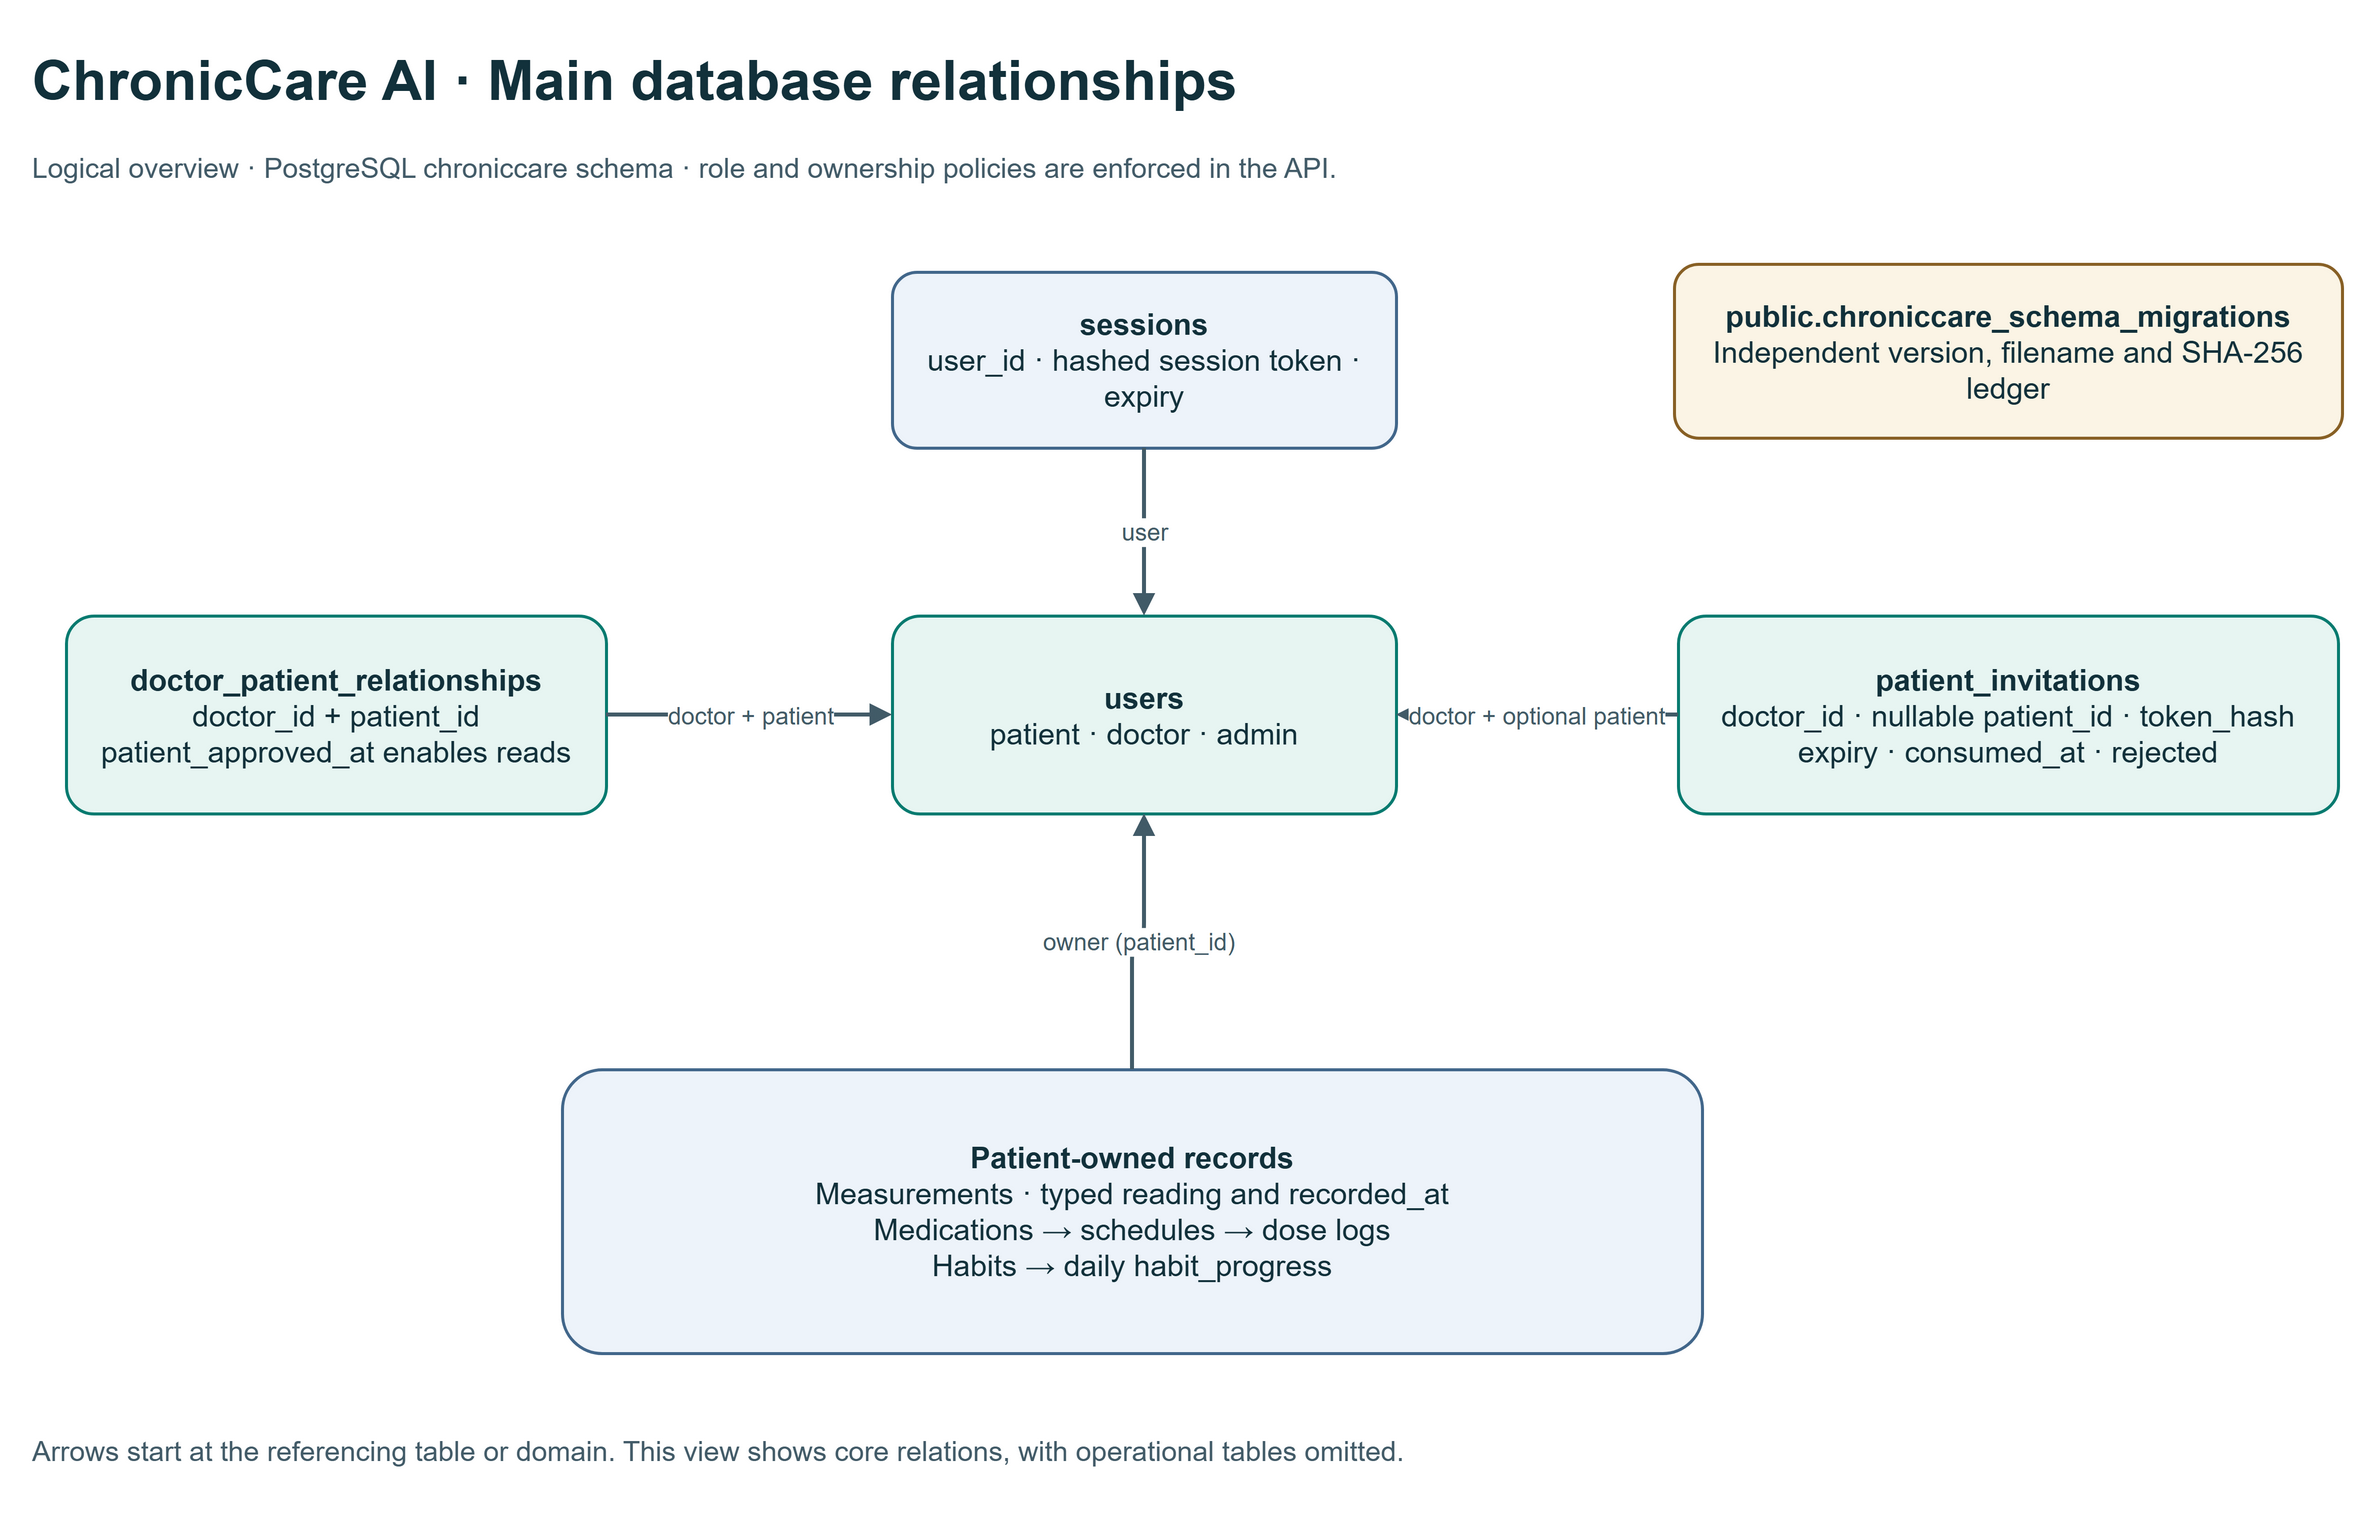 ChronicCare AI · Main database relationships
Logical overview · PostgreSQL chroniccare schema · role and ownership policies are enforced in the API.
sessions
user_id · hashed session token ·
expiry
public.chroniccare_schema_migrations
Independent version, filename and SHA-256
ledger
user
doctor_patient_relationships
doctor_id + patient_id
patient_approved_at enables reads
doctor + patient
users
patient · doctor · admin
doctor + optional patient
patient_invitations
doctor_id · nullable patient_id · token_hash
expiry · consumed_at · rejected
owner (patient_id)
Patient-owned records
Measurements · typed reading and recorded_at
Medications → schedules → dose logs
Habits → daily habit_progress
Arrows start at the referencing table or domain. This view shows core relations, with operational tables omitted.